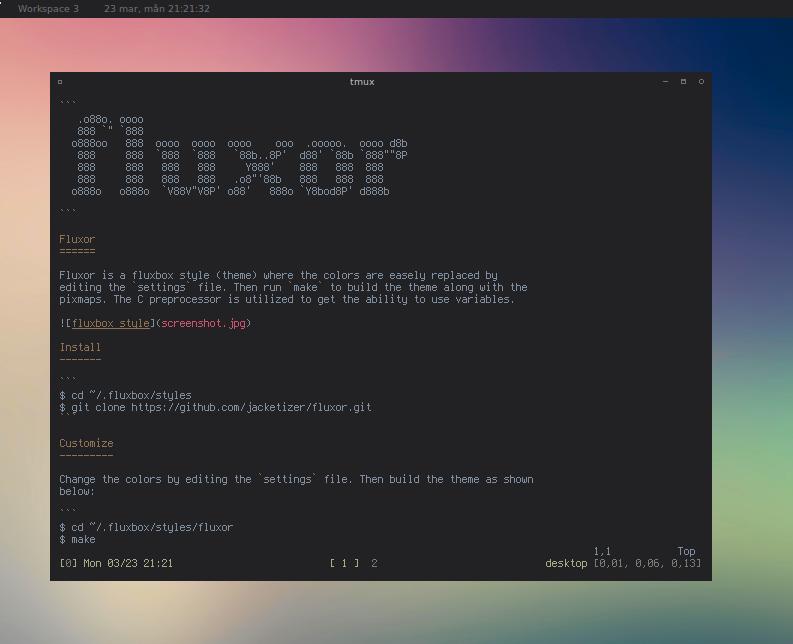 Workspace 3 23 mar, mån 21:21:32
tmux
```
   .o88o. oooo
   888 `" `888
  o888oo   888  oooo  oooo  oooo    ooo  .ooooo.  oooo d8b
   888     888  `888  `888   `88b..8P'  d88' `88b `888""8P
   888     888   888   888     Y888'    888   888  888
   888     888   888   888   .o8"'88b   888   888  888
  o888o   o888o  `V88V"V8P' o88'   888o `Y8bod8P' d888b
```
Fluxor
======
Fluxor is a fluxbox style (theme) where the colors are easely replaced by
editing the `settings` file. Then run `make` to build the theme along with the
pixmaps. The C preprocessor is utilized to get the ability to use variables.
![fluxbox style](screenshot.jpg)
Install
-------
```
$ cd ~/.fluxbox/styles
$ git clone https://github.com/jacketizer/fluxor.git
```
Customize
---------
Change the colors by editing the `settings` file. Then build the theme as shown
below:
```
$ cd ~/.fluxbox/styles/fluxor
$ make
1,1 Top
[0] Mon 03/23 21:21 [ 1 ] 2 desktop [0,01, 0,06, 0,13]